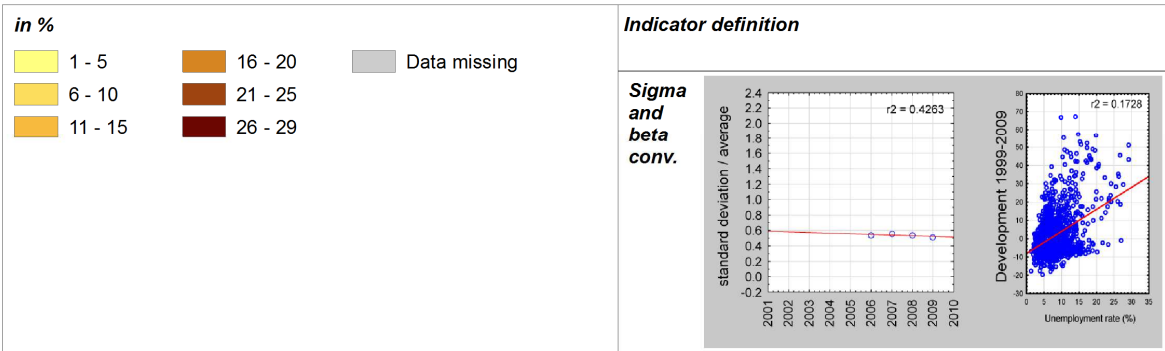 in %
1 - 5
6 - 10
11 - 15
16 - 20
21 - 25
26 - 29
Data missing
Indicator definition
Sigma
and
beta
conv.
standard deviation / average
2.4
2.2
2.0
1.8
1.6
1.4
1.2
1.0
0.8
0.6
0.4
0.2
0.0
-0.2
r2 = 0.4263
2001
2002
2003
2004
2005
2006
2007
2008
2009
2010
Development 1999-2009
80
70
60
50
40
30
20
10
0
-10
-20
-30
r2 = 0.1728
0
5
10
15
20
25
30
35
Unemployment rate (%)